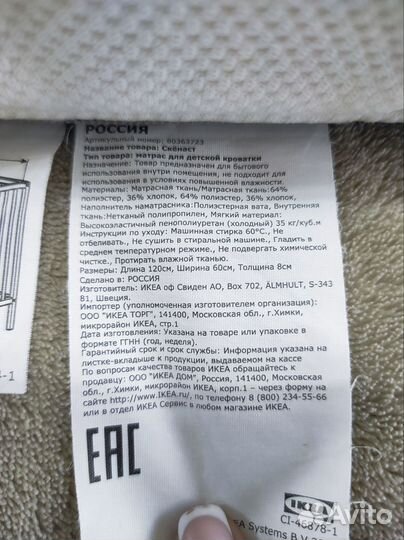 РОССИЯ
Артикульный номер: 80363723
Название товара: Скёнаст
Тип товара: матрас для детской кроватки
Назначение: Товар предназначен для бытового
использования внутри помещения, не подходит для
использования в условиях повышенной влажности.
Материалы: Матрасная ткань/Матрасная ткань:64%
полиэстер, 36% хлопок, 64% полиэстер, 36% хлопок,
Наполнитель наматрасника:Полиэстерная вата, Внутренняя
ткань:Нетканый полипропилен, Мягкий материал:
Высокоэластичный пенополиуретан (холодный) 35 кг/куб.м
Инструкции по уходу: Машинная стирка 60°С., Не
отбеливать., Не сушить в стиральной машине., Гладить в
среднем температурном режиме., Не подвергать химической
чистке., Протирать влажной тканью.
Размеры: Длина 120см, Ширина 60см, Толщина 8см
Сделано в: РОССИЯ
Изготовитель: ИКЕА оф Свиден АО, Box 702, ÄLMHULT, S-343
81, Швеция.
Импортер (уполномоченная изготовителем организация):
ООО "ИКЕА ТОРГ", 141400, Московская обл., г.Химки,
микрорайон ИКЕА, стр.1
Дата изготовления: Указана на товаре или упаковке в
формате ГГНН (год, неделя).
Гарантийный срок и срок службы: Информация указана на
листке-вкладыше к продукции, выдаваемом на кассе
По вопросам качества товаров ИКЕА обращайтесь к
продавцу: ООО "ИКЕА ДОМ", Россия, 141400, Московская
обл., г.Химки, микрорайон ИКЕА, корп.1 – через форму на
сайте http://www.IKEA.ru/, по телефону 8 (800) 234-55-66
или в отдел ИКЕА Сервис в любом магазине ИКЕА.
EAC
IKEA
CI-46878-1
A Systems B.V.
-1
Avito